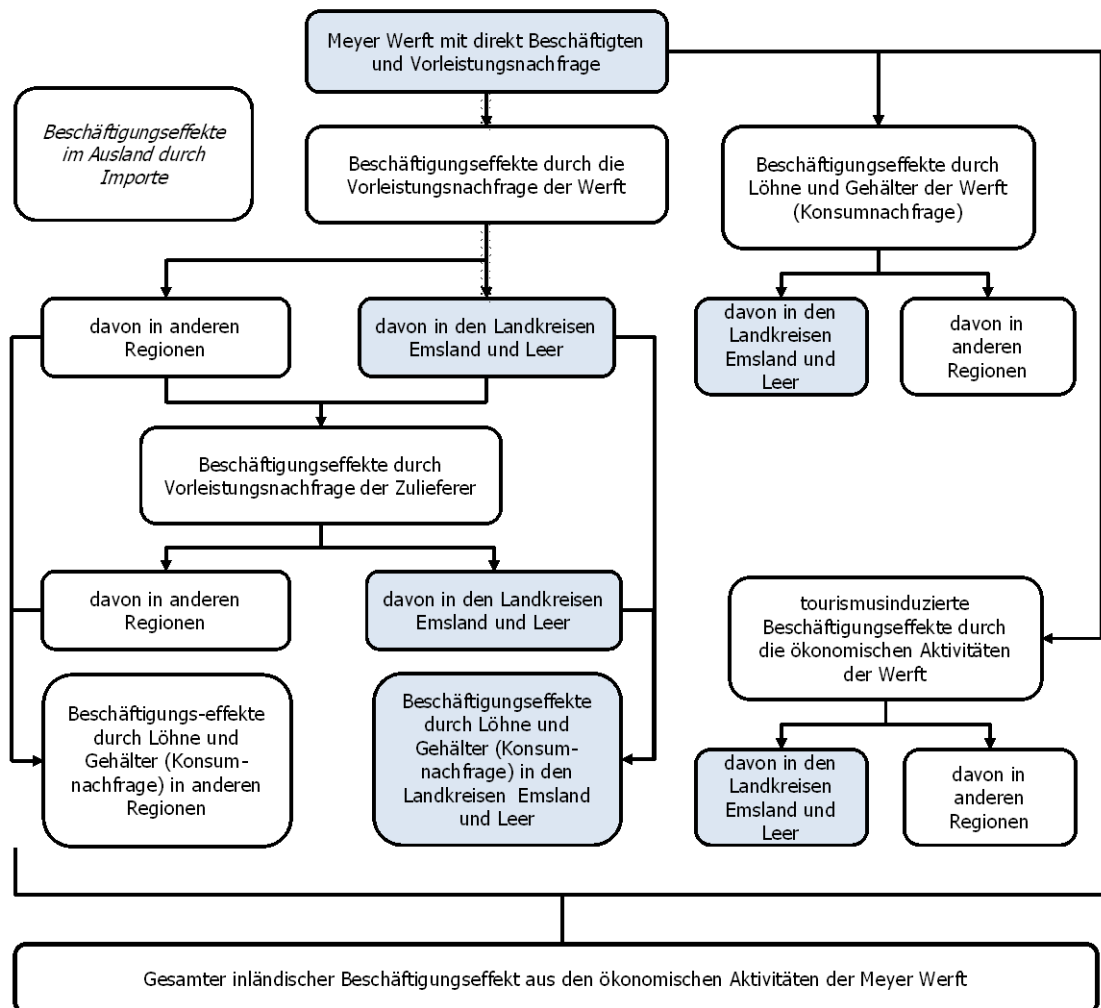 Meyer Werft mit direkt Beschäftigten
und Vorleistungsnachfrage
Beschäftigungseffekte
im Ausland durch
Importe
Beschäftigungseffekte durch die
Vorleistungsnachfrage der Werft
Beschäftigungseffekte durch
Löhne und Gehälter der Werft
(Konsumnachfrage)
davon in anderen
Regionen
davon in den Landkreisen
Emsland und Leer
davon in den
Landkreisen
Emsland und
Leer
davon in
anderen
Regionen
Beschäftigungseffekte durch
Vorleistungsnachfrage der Zulieferer
davon in anderen
Regionen
davon in den Landkreisen
Emsland und Leer
tourismusinduzierte
Beschäftigungseffekte durch
die ökonomischen Aktivitäten
der Werft
Beschäftigungs-effekte
durch Löhne und
Gehälter (Konsum-
nachfrage) in anderen
Regionen
Beschäftigungseffekte
durch Löhne und
Gehälter (Konsum-
nachfrage) in den
Landkreisen Emsland
und Leer
davon in den
Landkreisen
Emsland und
Leer
davon in
anderen
Regionen
Gesamter inländischer Beschäftigungseffekt aus den ökonomischen Aktivitäten der Meyer Werft